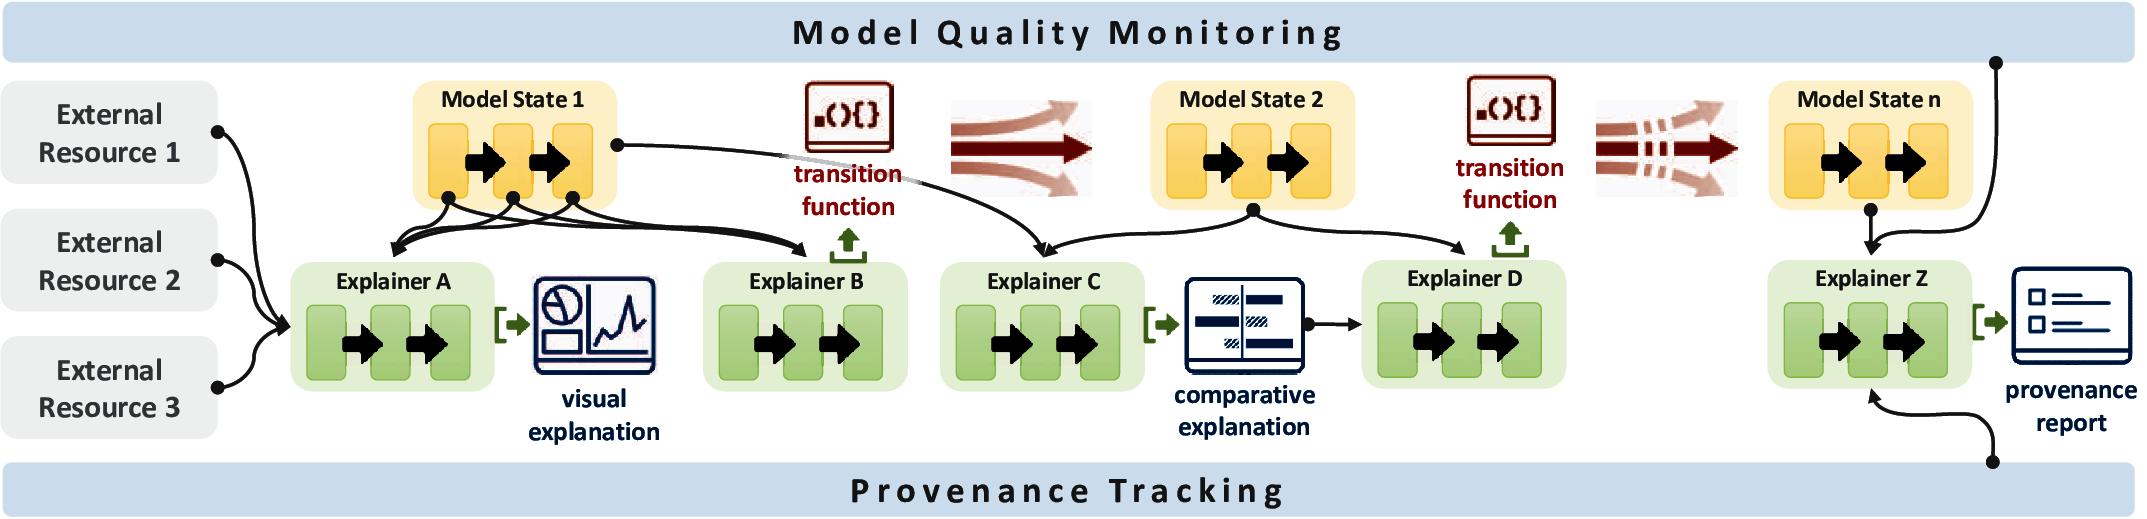 Model Quality Monitoring
External
Resource 1
External
Resource 2
External
Resource 3
Model State 1
.(){}
transition
function
Model State 2
.(){}
transition
function
Model State n
Explainer A
visual
explanation
Explainer B
Explainer C
comparative
explanation
Explainer D
Explainer Z
provenance
report
Provenance Tracking